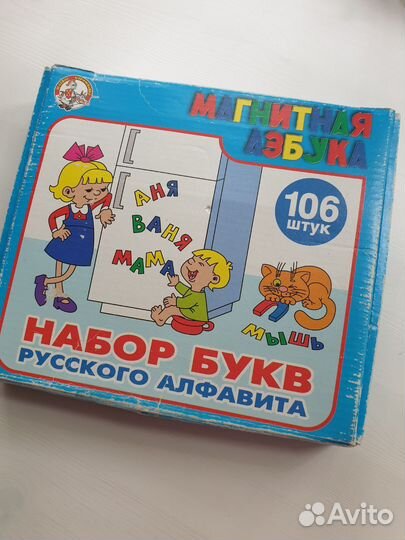 МАГНИТНАЯ
АЗБУКА
106
ШТУК
АНЯ
ВАНЯ
МАМА
МЫШЬ
НАБОР БУКВ
РУССКОГО АЛФАВИТА
Avito